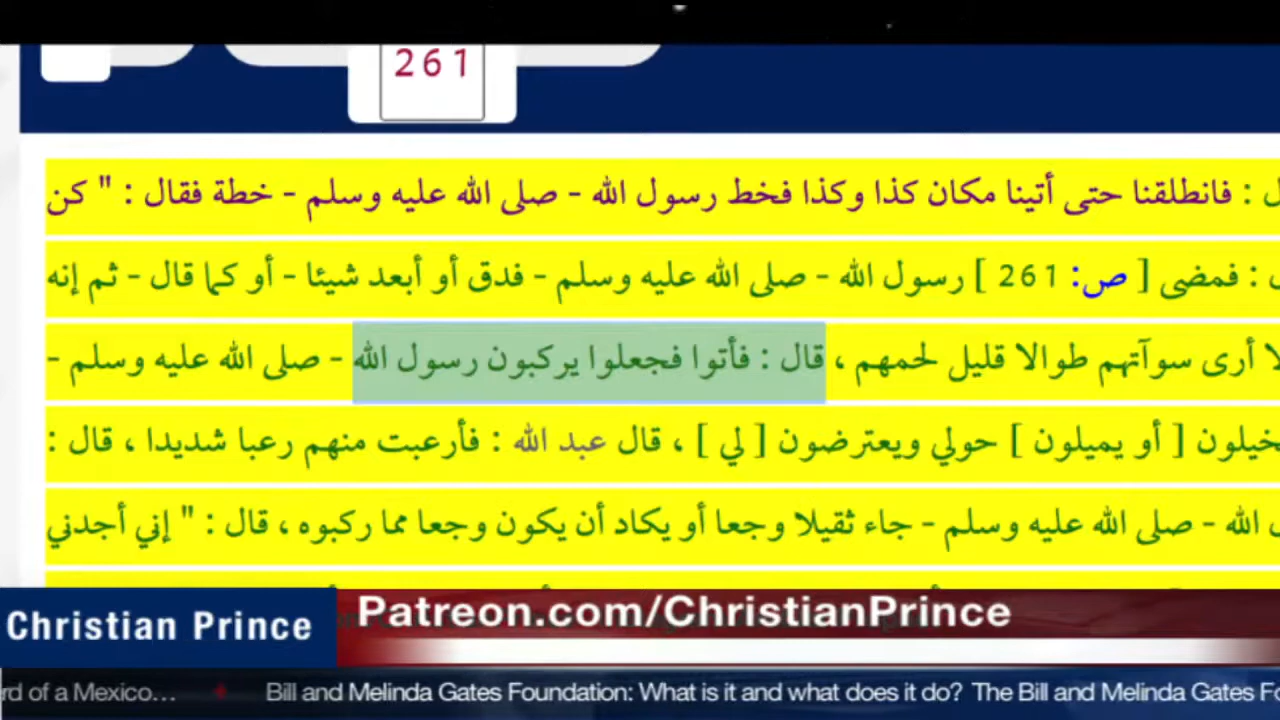 261
: فانطلقنا حتى أتينا مكان كذا وكذا فخط رسول الله - صلى الله عليه وسلم - خطة فقال : " كن
: فمضى [ ص: 261 ] رسول الله - صلى الله عليه وسلم - فدق أو أبعد شيئا - أو كما قال - ثم إنه
أرى سوآتهم طوالا قليل لحمهم ، قال : فأتوا فجعلوا يركبون رسول الله - صلى الله عليه وسلم -
[ أو يميلون ] حولي ويعترضون [ لي ] ، قال عبد الله : فأرعبت منهم رعبا شديدا ، قال :
الله - صلى الله عليه وسلم - جاء ثقيلا وجعا أو يكاد أن يكون وجعا مما ركبوه ، قال : " إني أجدني
Christian Prince
Patreon.com/ChristianPrince
rd of a Mexico... Bill and Melinda Gates Foundation: What is it and what does it do? The Bill and Melinda Gates Fo